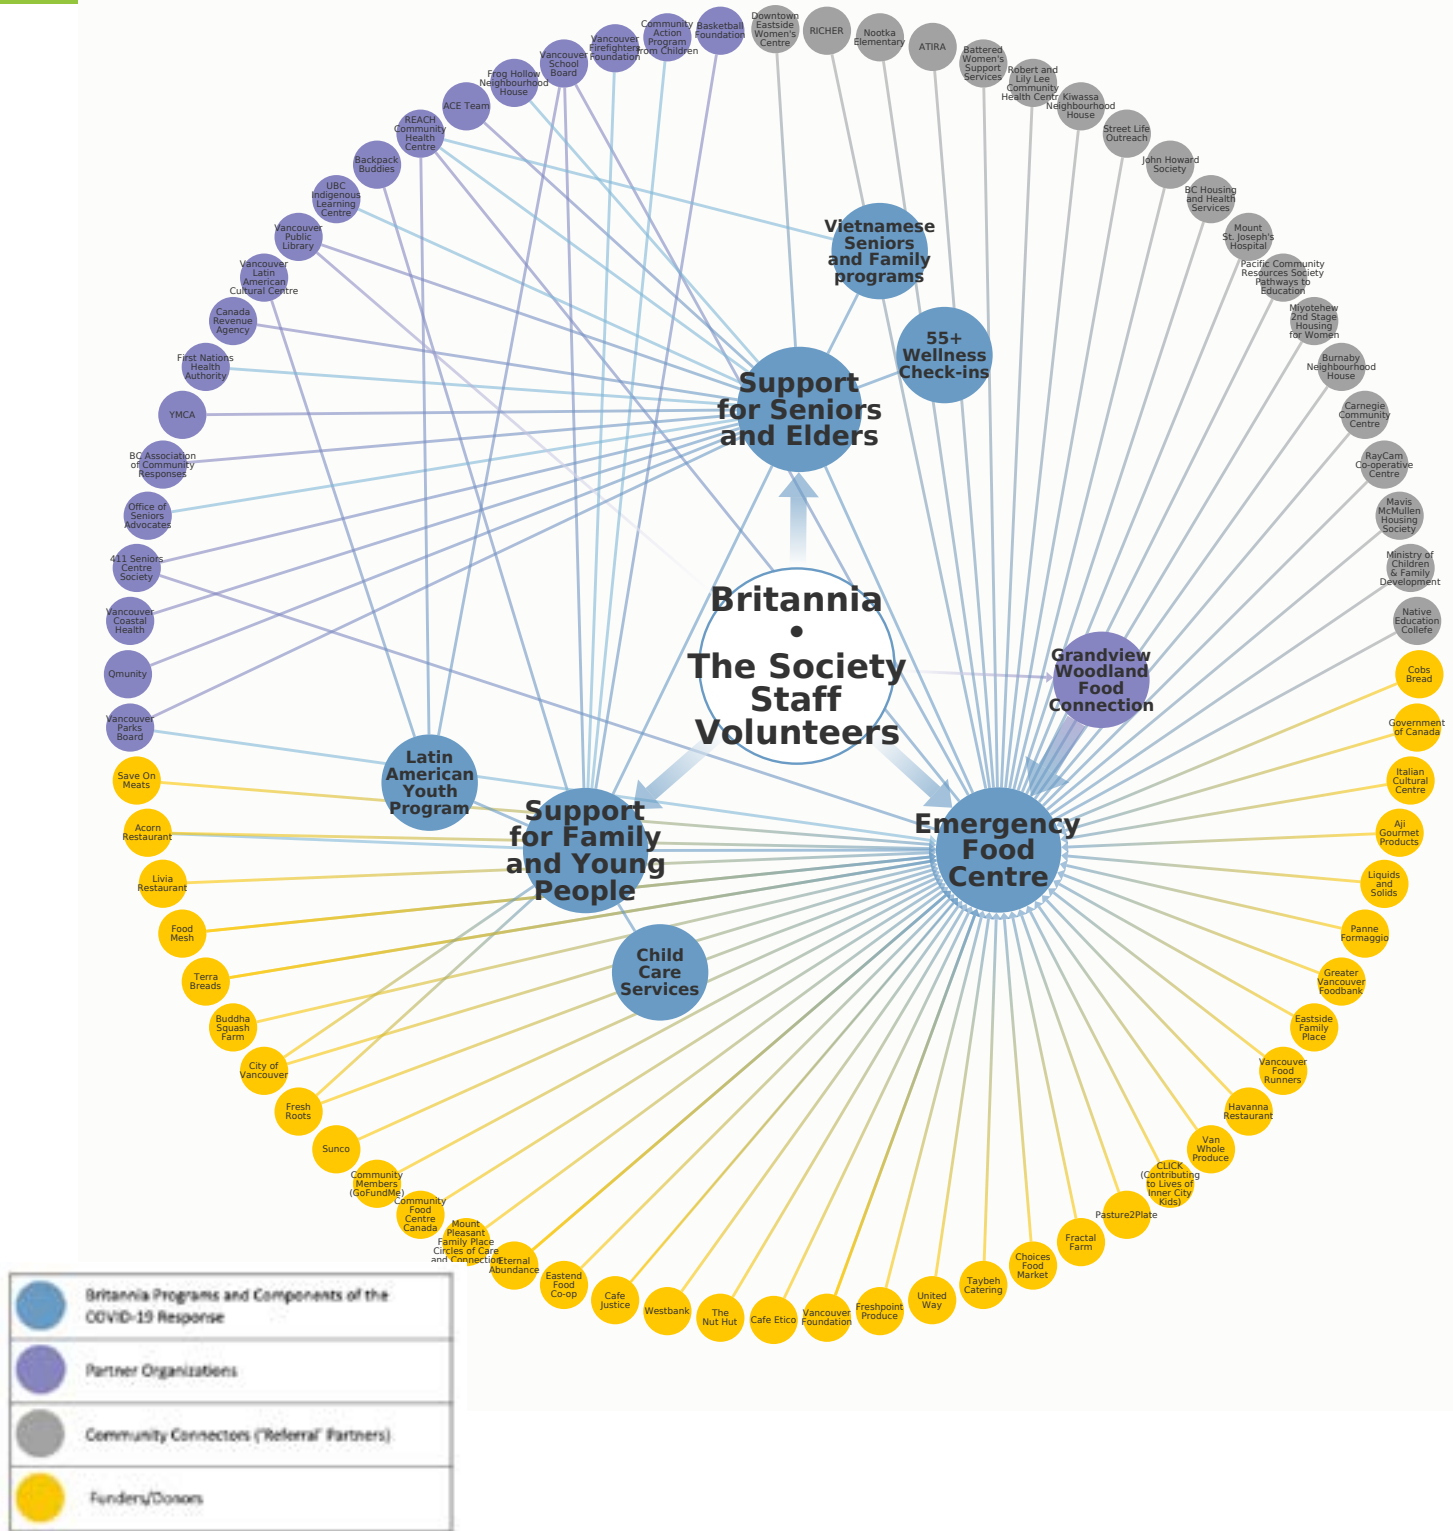 Basketball
Foundation
Downtown
Eastside
Women's
Centre
RICHER
Nootka
Elementary
ATIRA
Battered
Women's
Support
Services
Robert and
Lily Lee
Community
Health Centr
Kiwassa
Neighbourhood
House
Street Life
Outreach
John Howard
Society
BC Housing
and Health
Services
Mount
St. Joseph's
Hospital
Pacific Community
Resources Society
Pathways to
Education
Miyotehew
2nd Stage
Housing
for Women
Burnaby
Neighbourhood
House
Carnegie
Community
Centre
RayCam
Co-operative
Centre
Mavis
McMullen
Housing
Society
Ministry of
Children
& Family
Development
Native
Education
Collefe
Cobs
Bread
Government
of Canada
Italian
Cultural
Centre
Aji
Gourmet
Products
Liquids
and
Solids
Panne
Formaggio
Greater
Vancouver
Foodbank
Eastside
Family
Place
Vancouver
Food
Runners
Havanna
Restaurant
Van
Whole
Produce
CLICK
(Contributing
to Lives of
Inner City
Kids)
Pasture2Plate
Fractal
Farm
Choices
Food
Market
Taybeh
Catering
United
Way
Freshpoint
Produce
Vancouver
Foundation
Cafe Etico
The
Nut Hut
Westbank
Cafe
Justice
Eastend
Food
Co-op
Eternal
Abundance
Mount
Pleasant
Family Place
Circles of Care
and Connection
Community
Food
Centre
Canada
Community
Members
(GoFundMe)
Sunco
Fresh
Roots
City of
Vancouver
Buddha
Squash
Farm
Terra
Breads
Food
Mesh
Livia
Restaurant
Acorn
Restaurant
Save On
Meats
Vancouver
Parks
Board
Qmunity
Vancouver
Coastal
Health
411 Seniors
Centre
Society
Office of
Seniors
Advocates
BC Association
of Community
Responses
YMCA
First Nations
Health
Authority
Canada
Revenue
Agency
Vancouver
Latin
American
Cultural Centre
Vancouver
Public
Library
UBC
Indigenous
Learning
Centre
Backpack
Buddies
REACH
Community
Health
Centre
ACE Team
Frog Hollow
Neighbourhood
House
Vancouver
School
Board
Vancouver
Firefighters
Foundation
Community
Action
Program
from Children
Vietnamese
Seniors
and Family
programs
55+
Wellness
Check-ins
Support
for Seniors
and Elders
Britannia
•
The Society
Staff
Volunteers
Grandview
Woodland
Food
Connection
Latin
American
Youth
Program
Support
for Family
and Young
People
Emergency
Food
Centre
Child
Care
Services
Britannia Programs and Components of the
COVID-19 Response
Partner Organizations
Community Connectors ('Referral' Partners)
Funders/Donors